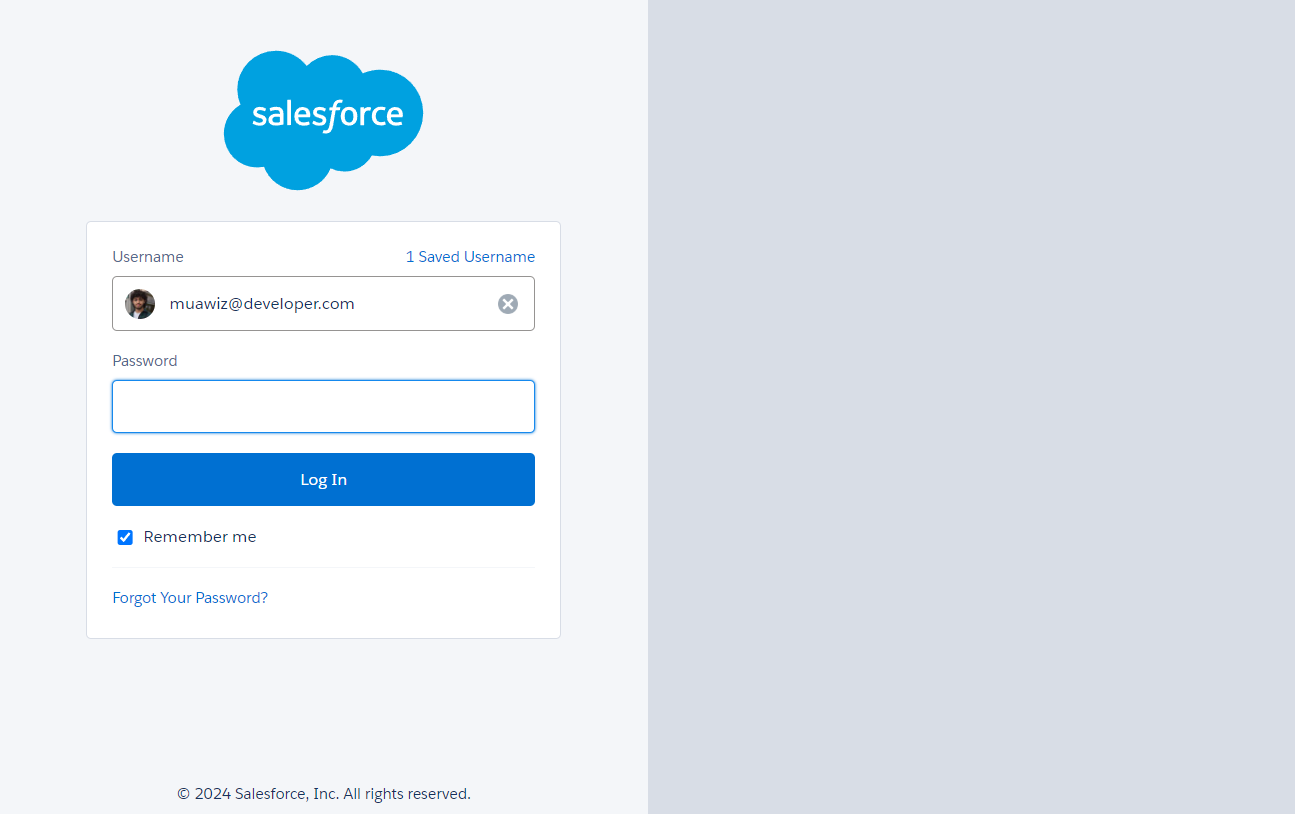 salesforce
Username
1 Saved Username
muawiz@developer.com
Password
Log In
Remember me
Forgot Your Password?
© 2024 Salesforce, Inc. All rights reserved.